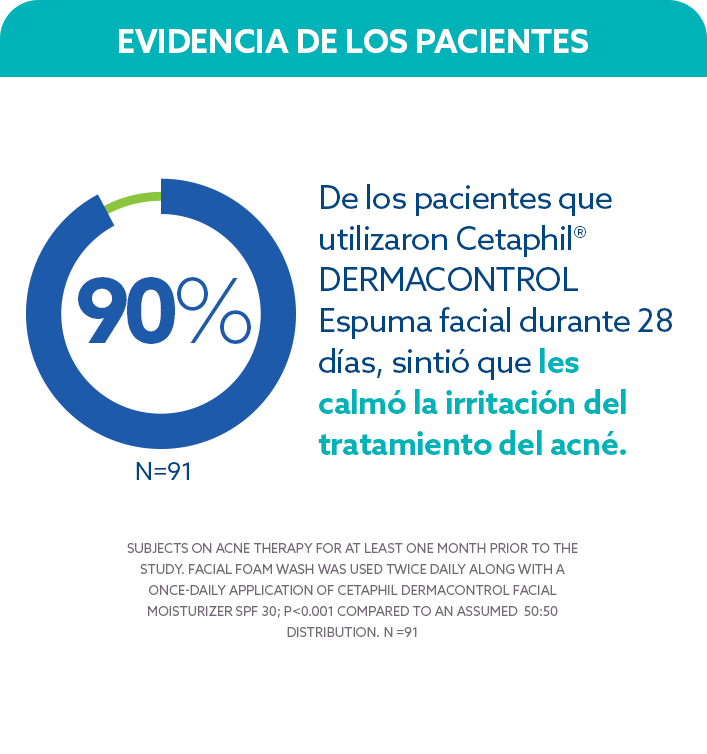 EVIDENCIA DE LOS PACIENTES
90%
N=91
De los pacientes que
utilizaron Cetaphil®
DERMACONTROL
Espuma facial durante 28
días, sintió que les
calmó la irritación del
tratamiento del acné.
SUBJECTS ON ACNE THERAPY FOR AT LEAST ONE MONTH PRIOR TO THE
STUDY. FACIAL FOAM WASH WAS USED TWICE DAILY ALONG WITH A
ONCE-DAILY APPLICATION OF CETAPHIL DERMACONTROL FACIAL
MOISTURIZER SPF 30; P<0.001 COMPARED TO AN ASSUMED 50:50
DISTRIBUTION. N =91